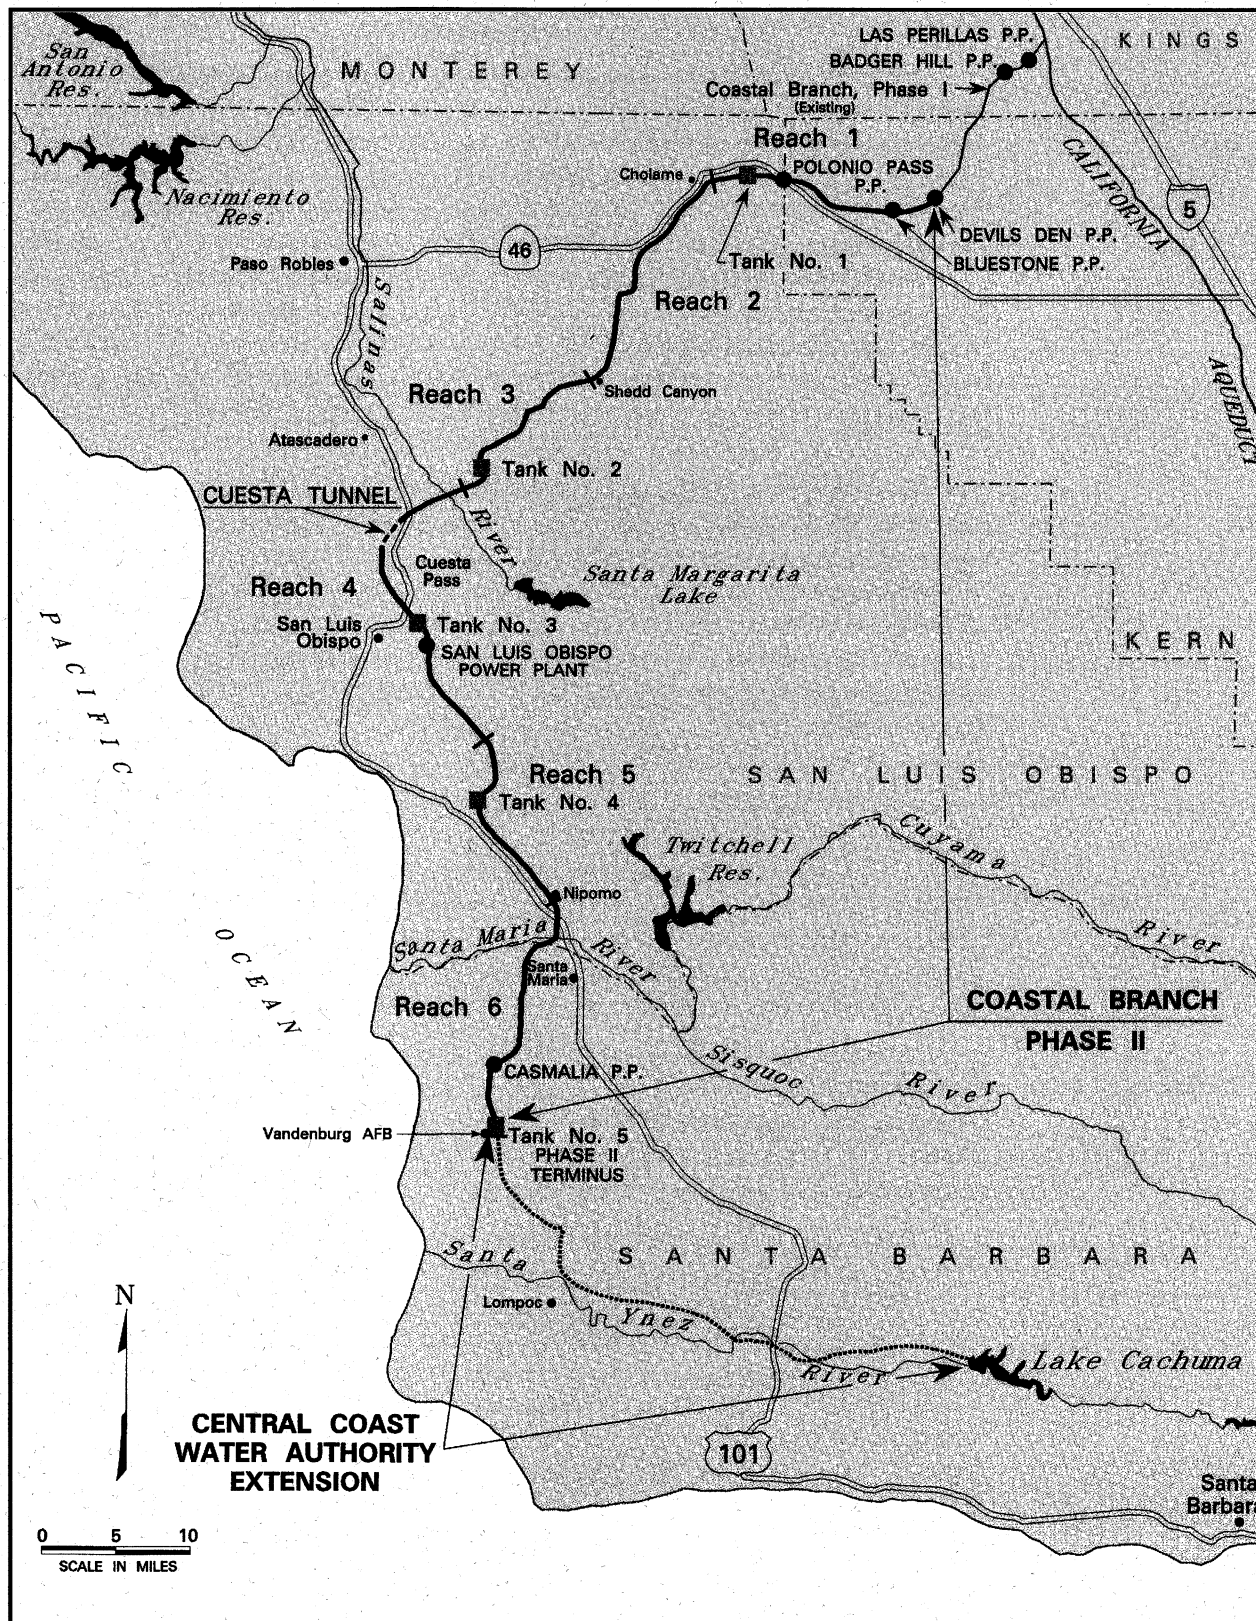 LAS PERILLAS P.P.
KINGS
San
Antonio
Res.
MONTEREY
BADGER HILL P.P.
Coastal Branch, Phase I
(Existing)
Reach 1
CALIFORNIA
AQUEDUCT
Cholame
POLONIO PASS
P.P.
Nacimiento
Res.
5
46
DEVILS DEN P.P.
BLUESTONE P.P.
Paso Robles
Tank No. 1
Salinas
River
Reach 2
Reach 3
Shedd Canyon
Atascadero
Tank No. 2
CUESTA TUNNEL
Cuesta
Pass
Santa Margarita
Lake
Reach 4
San Luis
Obispo
Tank No. 3
SAN LUIS OBISPO
POWER PLANT
KERN
PACIFIC
OCEAN
Reach 5
SAN LUIS OBISPO
Tank No. 4
Twitchell
Res.
Cuyama
River
Nipomo
Santa Maria
River
Santa
Maria
Reach 6
COASTAL BRANCH
PHASE II
CASMALIA P.P.
Sisquoc
River
Vandenburg AFB
Tank No. 5
PHASE II
TERMINUS
SANTA BARBARA
Santa
Ynez
River
Lompoc
Lake Cachuma
N
CENTRAL COAST
WATER AUTHORITY
EXTENSION
101
Santa
Barbara
0 5 10
SCALE IN MILES